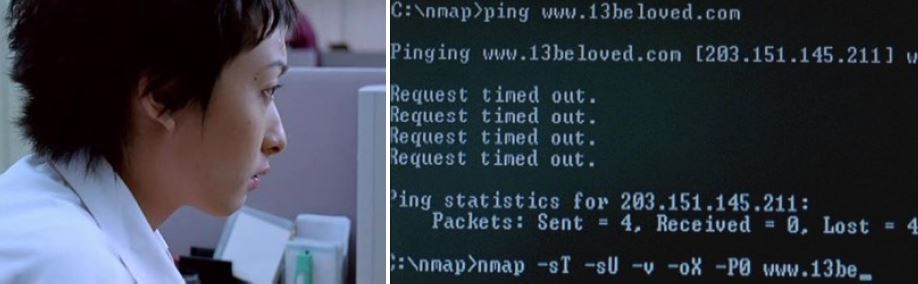 C:\nmap>ping www.13beloved.com
Pinging www.13beloved.com [203.151.145.211] w
Request timed out.
Request timed out.
Request timed out.
Request timed out.
Ping statistics for 203.151.145.211:
Packets: Sent = 4, Received = 0, Lost = 4
C:\nmap>nmap -sT -sU -v -oX -P0 www.13be_